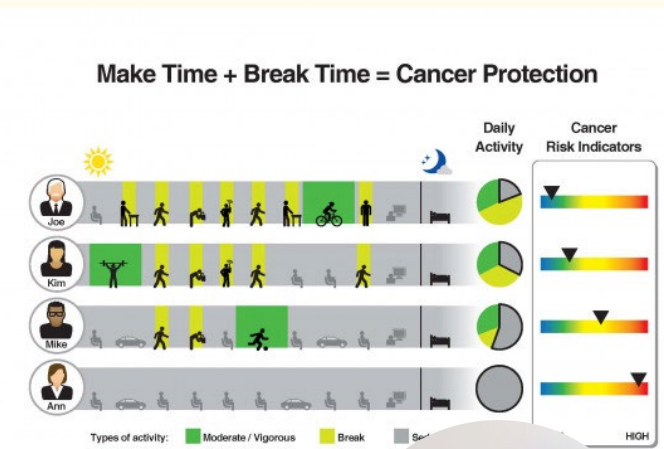 Make Time + Break Time = Cancer Protection
Daily
Activity
Cancer
Risk Indicators
Joe
Kim
Mike
Ann
Types of activity:
Moderate / Vigorous
Break
HIGH